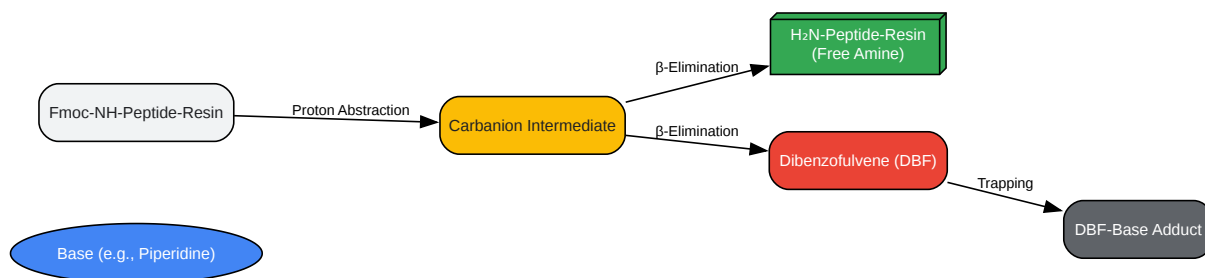 H₂N-Peptide-Resin
(Free Amine)
β-Elimination
Fmoc-NH-Peptide-Resin
Proton Abstraction
Carbanion Intermediate
β-Elimination
Dibenzofulvene (DBF)
Trapping
DBF-Base Adduct
Base (e.g., Piperidine)